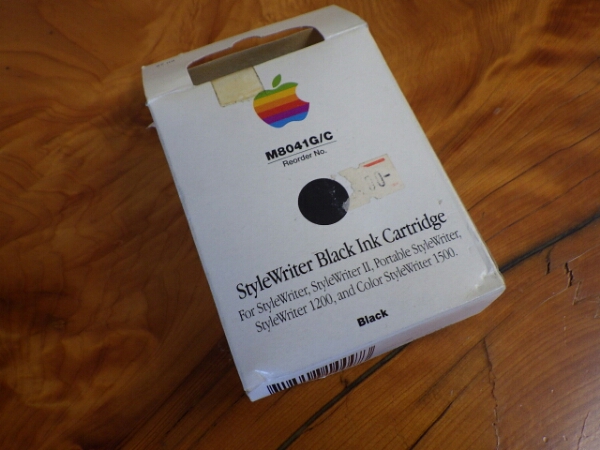 M8041G/C
Reorder No.
StyleWriter Black Ink Cartridge
For StyleWriter, StyleWriter II, Portable StyleWriter,
StyleWriter 1200, and Color StyleWriter 1500.
Black